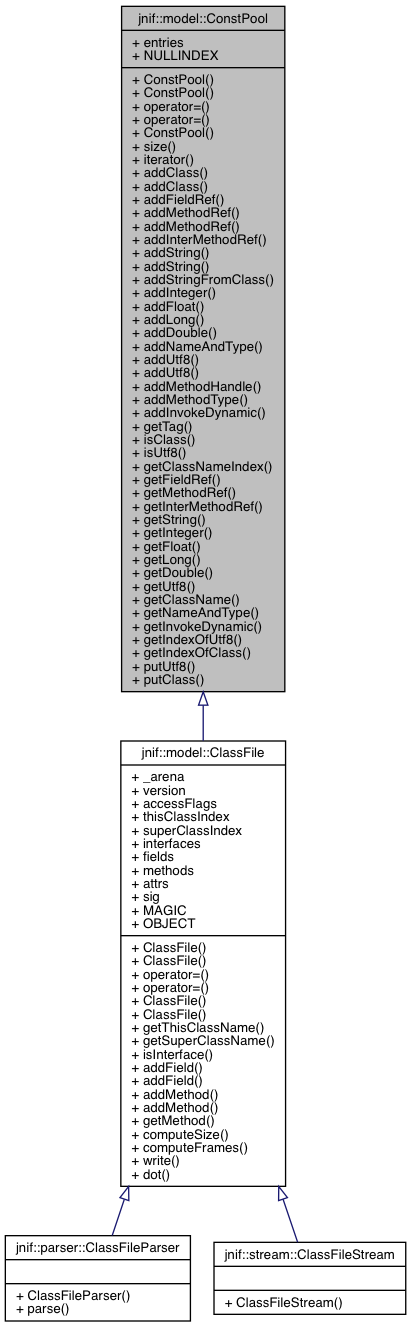 jnif::model::ConstPool
+ entries
+ NULLINDEX
+ ConstPool()
+ ConstPool()
+ operator=()
+ operator=()
+ ConstPool()
+ size()
+ iterator()
+ addClass()
+ addClass()
+ addFieldRef()
+ addMethodRef()
+ addMethodRef()
+ addInterMethodRef()
+ addString()
+ addString()
+ addStringFromClass()
+ addInteger()
+ addFloat()
+ addLong()
+ addDouble()
+ addNameAndType()
+ addUtf8()
+ addUtf8()
+ addMethodHandle()
+ addMethodType()
+ addInvokeDynamic()
+ getTag()
+ isClass()
+ isUtf8()
+ getClassNameIndex()
+ getFieldRef()
+ getMethodRef()
+ getInterMethodRef()
+ getString()
+ getInteger()
+ getFloat()
+ getLong()
+ getDouble()
+ getUtf8()
+ getClassName()
+ getNameAndType()
+ getInvokeDynamic()
+ getIndexOfUtf8()
+ getIndexOfClass()
+ putUtf8()
+ putClass()
jnif::model::ClassFile
+ _arena
+ version
+ accessFlags
+ thisClassIndex
+ superClassIndex
+ interfaces
+ fields
+ methods
+ attrs
+ sig
+ MAGIC
+ OBJECT
+ ClassFile()
+ ClassFile()
+ operator=()
+ operator=()
+ ClassFile()
+ ClassFile()
+ getThisClassName()
+ getSuperClassName()
+ isInterface()
+ addField()
+ addField()
+ addMethod()
+ addMethod()
+ getMethod()
+ computeSize()
+ computeFrames()
+ write()
+ dot()
jnif::parser::ClassFileParser
+ ClassFileParser()
+ parse()
jnif::stream::ClassFileStream
+ ClassFileStream()